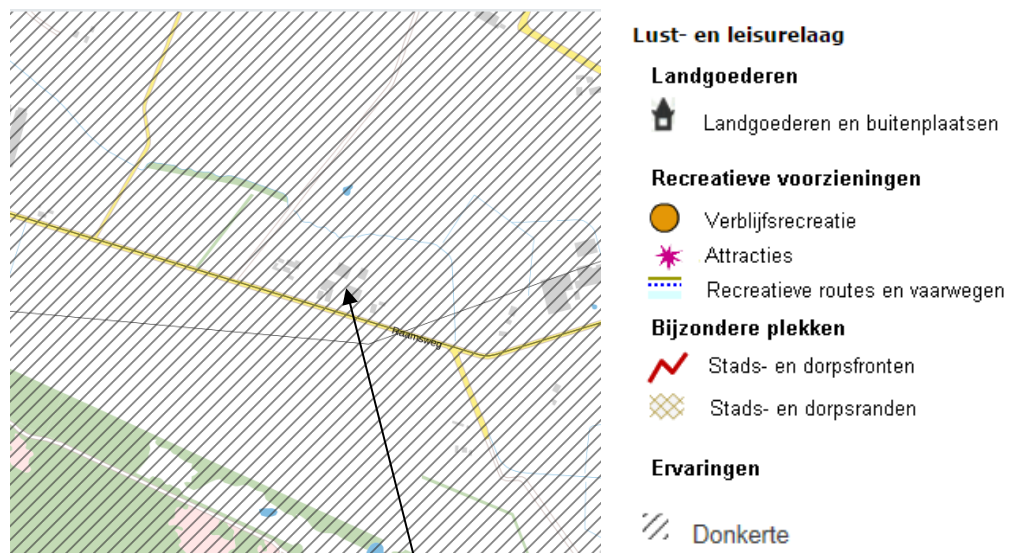 Raamsweg
Lust- en leisurelaag
Landgoederen
Landgoederen en buitenplaatsen
Recreatieve voorzieningen
Verblijfsrecreatie
Attracties
Recreatieve routes en vaarwegen
Bijzondere plekken
Stads- en dorpsfronten
Stads- en dorpsranden
Ervaringen
Donkerte